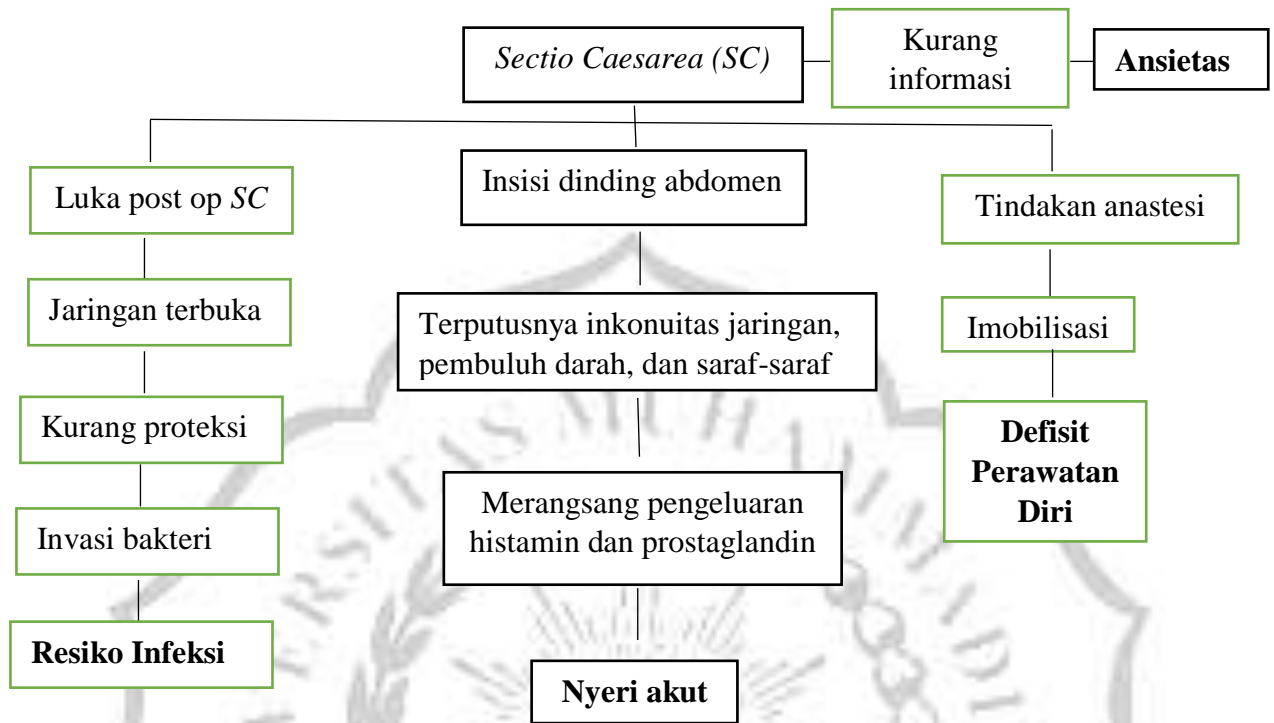 Sectio Caesarea (SC)
Kurang
informasi
Ansietas
Luka post op SC
Insisi dinding abdomen
Tindakan anastesi
Jaringan terbuka
Terputusnya inkonuitas jaringan,
pembuluh darah, dan saraf-saraf
Imobilisasi
Kurang proteksi
Defisit
Perawatan
Diri
Merangsang pengeluaran
histamin dan prostaglandin
Invasi bakteri
Resiko Infeksi
Nyeri akut
ERSITAS MUHAMMADI